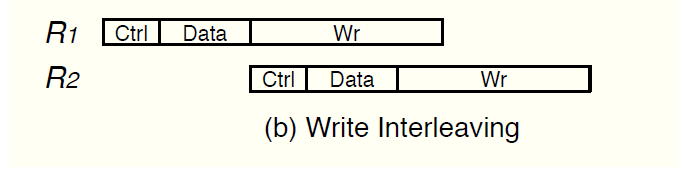 R1 Ctrl Data Wr
R2 Ctrl Data Wr
(b) Write Interleaving